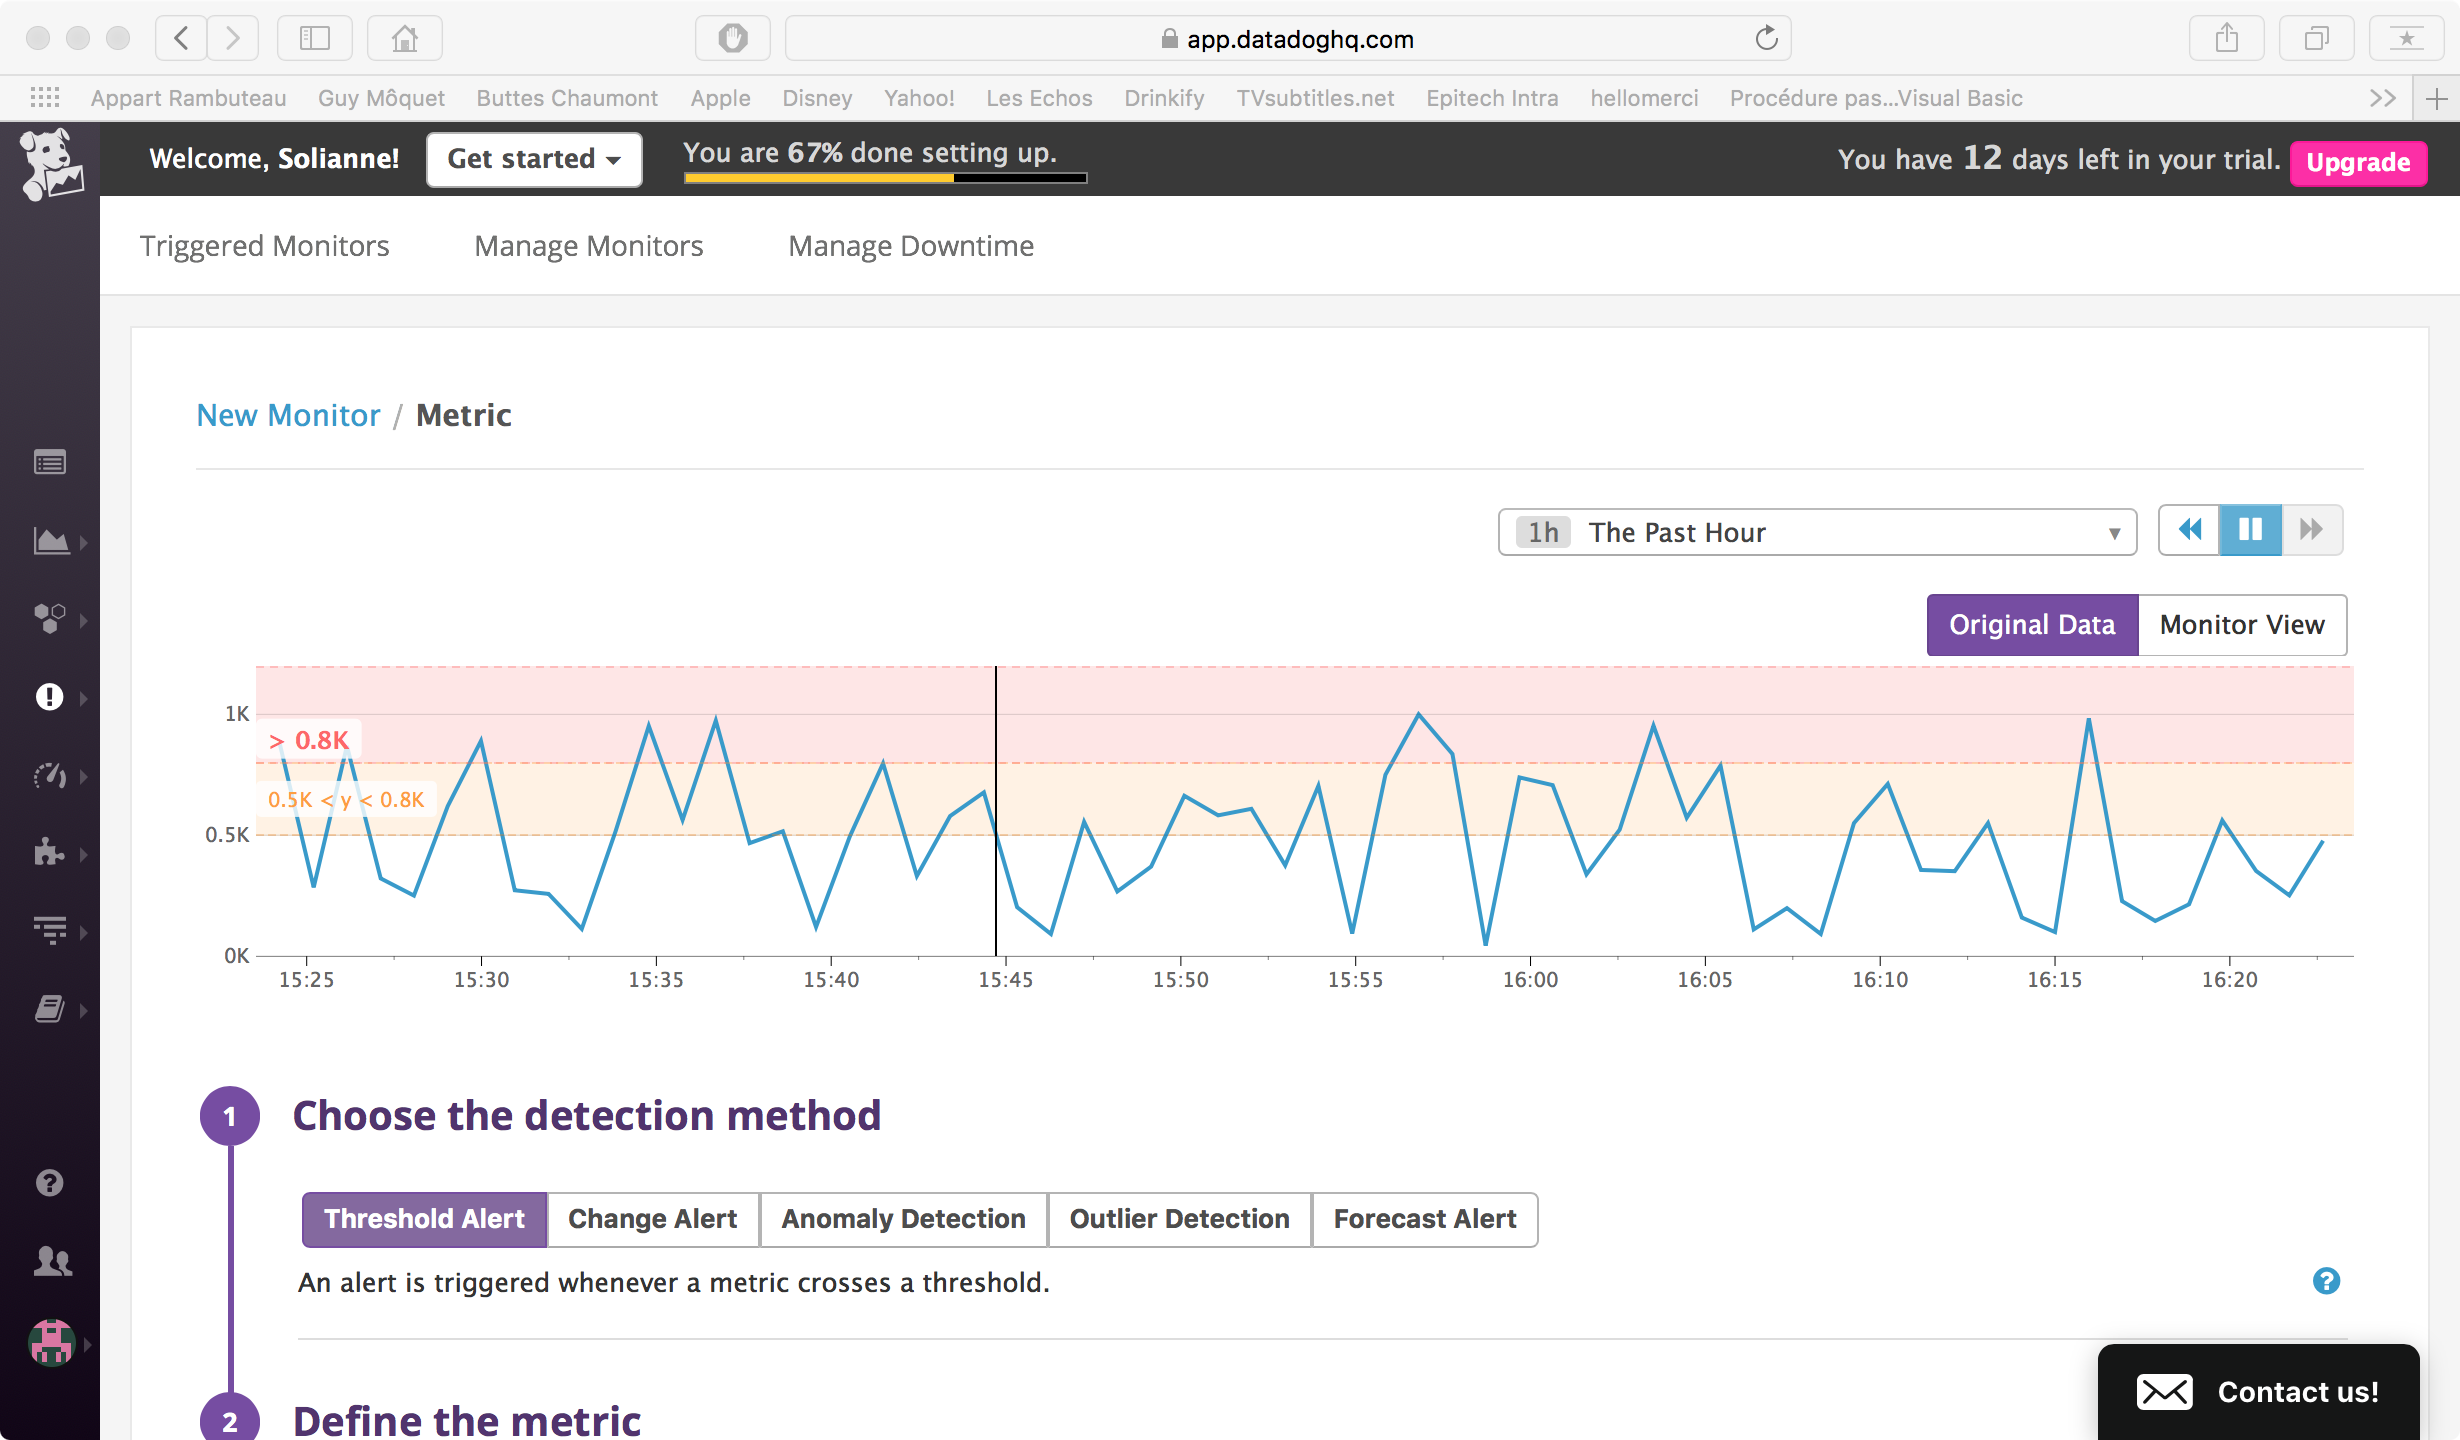 app.datadoghq.com
Appart Rambuteau Guy Môquet Buttes Chaumont Apple Disney Yahoo! Les Echos Drinkify TVsubtitles.net Epitech Intra hellomerci Procédure pas...Visual Basic
Welcome, Solianne! Get started You are 67% done setting up. You have 12 days left in your trial. Upgrade
Triggered Monitors Manage Monitors Manage Downtime
New Monitor / Metric
1h The Past Hour
Original Data Monitor View
1K
> 0.8K
0.5K < y < 0.8K
0.5K
0K
15:25 15:30 15:35 15:40 15:45 15:50 15:55 16:00 16:05 16:10 16:15 16:20
1 Choose the detection method
Threshold Alert Change Alert Anomaly Detection Outlier Detection Forecast Alert
An alert is triggered whenever a metric crosses a threshold.
Contact us!
2 Define the metric